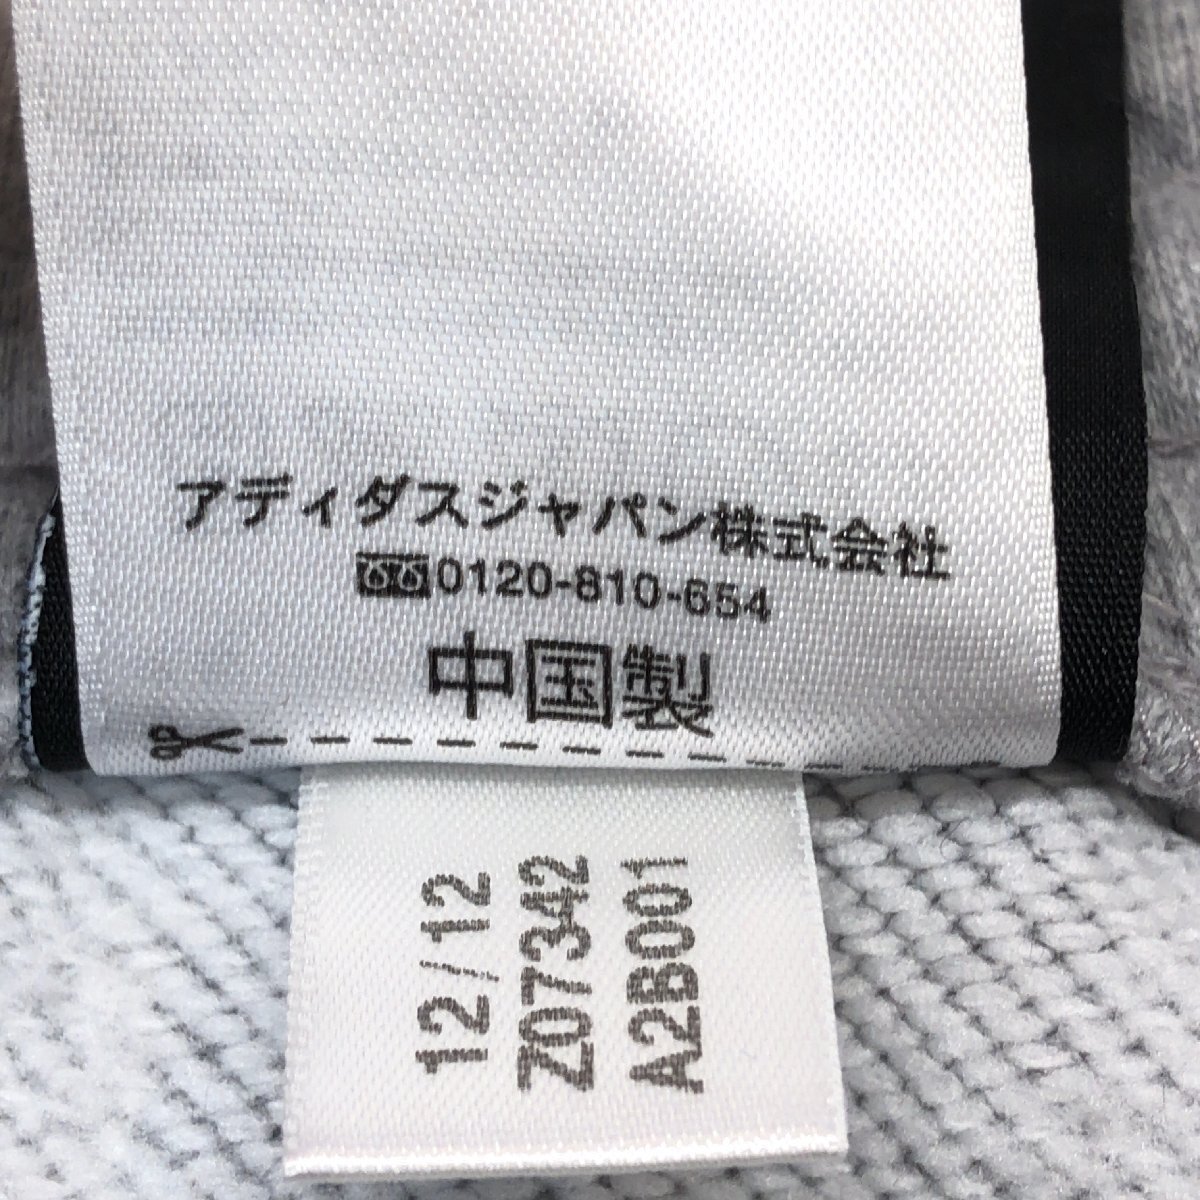 アディダスジャパン株式会社
0120-810-654
中国製
12/12
Z07342
A2B001